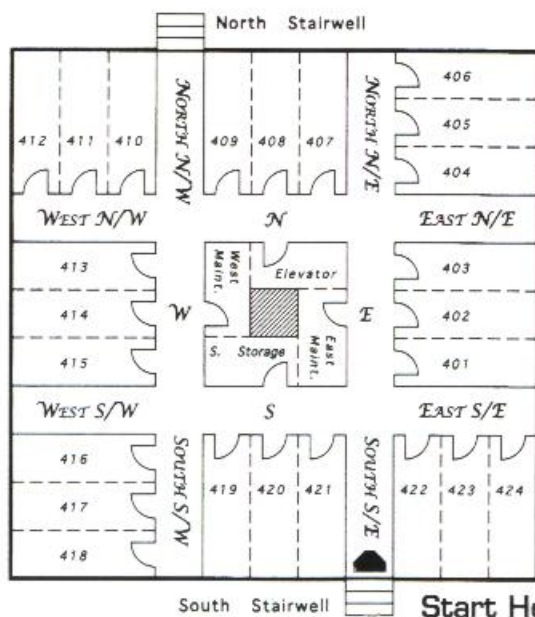 North Stairwell
NORTH N/W
NORTH N/E
406
405
404
412 411 410
409 408 407
WEST N/W
N
EAST N/E
413
414
415
W
West Maint.
Elevator
S. Storage
East Maint.
E
403
402
401
WEST S/W
S
EAST S/E
416
417
418
SOUTH S/W
419 420 421
SOUTH S/E
422 423 424
South Stairwell
Start He